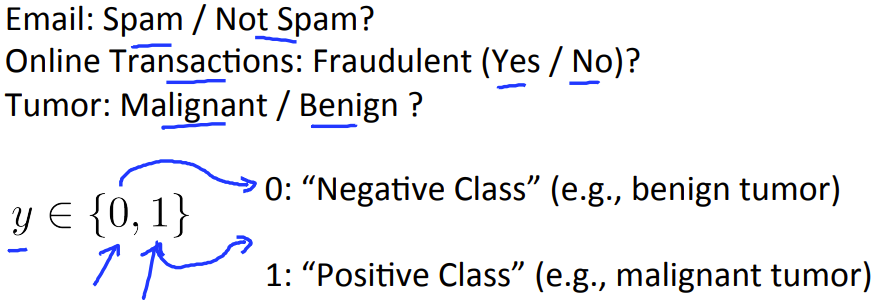 Email: Spam / Not Spam?
Online Transactions: Fraudulent (Yes / No)?
Tumor: Malignant / Benign ?
0: “Negative Class” (e.g., benign tumor)
y ∈ {0, 1}
1: “Positive Class” (e.g., malignant tumor)